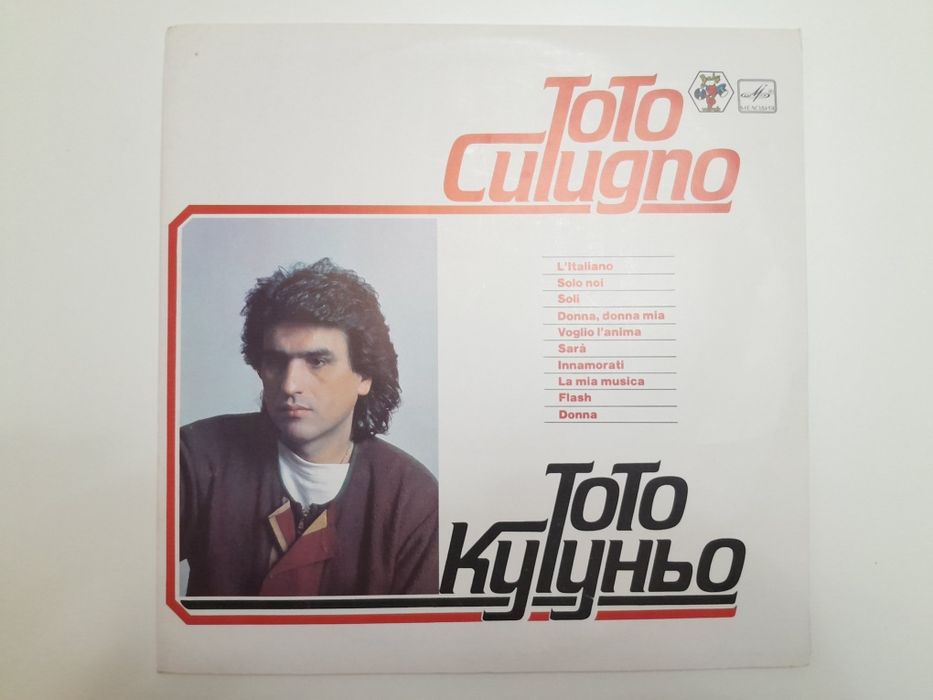 Toto
Cutugno
МЕЛОДИЯ
L'Italiano
Solo noi
Soli
Donna, donna mia
Voglio l'anima
Sarà
Innamorati
La mia musica
Flash
Donna
Тото
Кутуньо